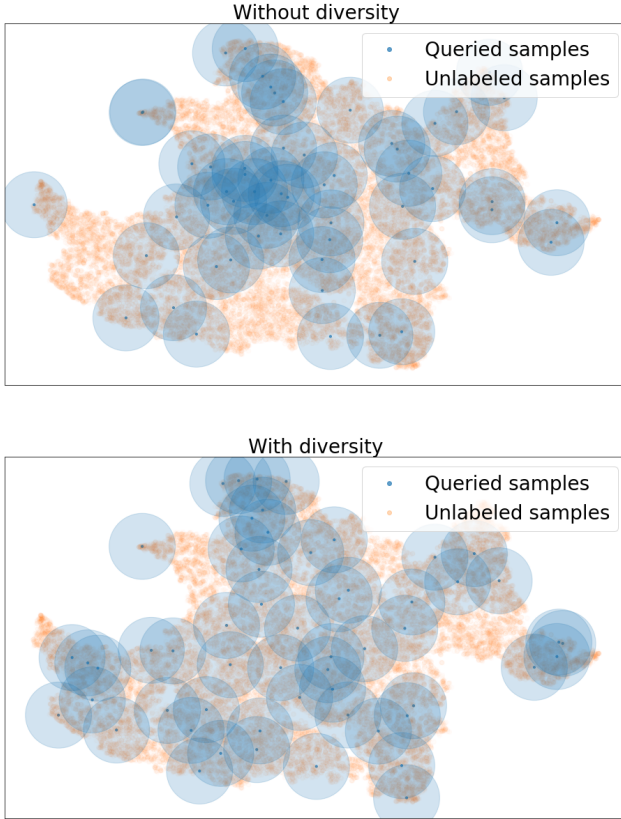 Without diversity
Queried samples
Unlabeled samples
With diversity
Queried samples
Unlabeled samples